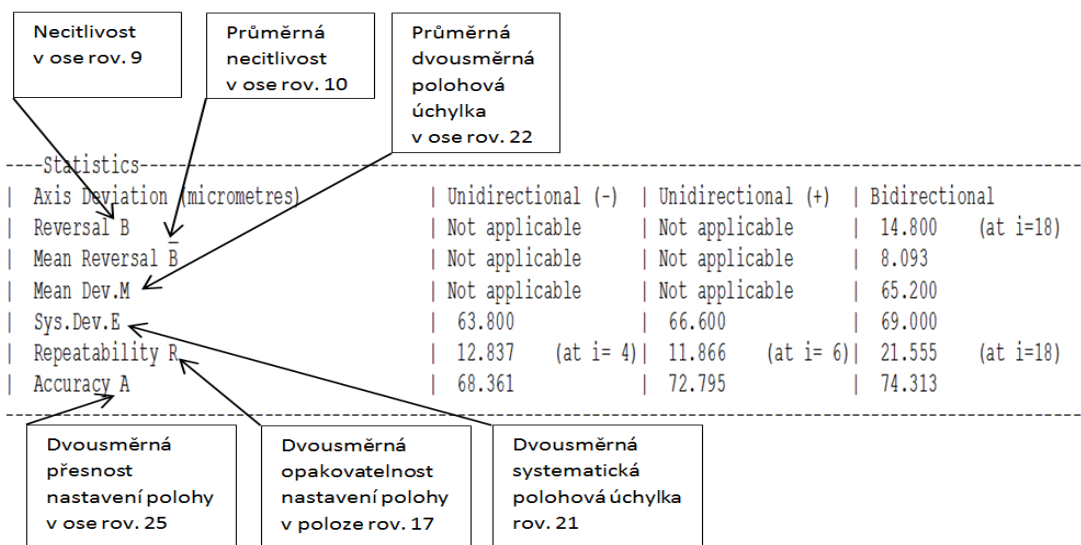 Necitlivost
v ose rov. 9
Průměrná
necitlivost
v ose rov. 10
Průměrná
dvousměrná
polohová
úchylka
v ose rov. 22
----Statistics----
| Axis Deviation (micrometres) | Unidirectional (-) | Unidirectional (+) | Bidirectional
| Reversal B | Not applicable | Not applicable | 14.800 (at i=18)
| Mean Reversal B̅ | Not applicable | Not applicable | 8.093
| Mean Dev.M | Not applicable | Not applicable | 65.200
| Sys.Dev.E | 63.800 | 66.600 | 69.000
| Repeatability R | 12.837 (at i= 4)| 11.866 (at i= 6)| 21.555 (at i=18)
| Accuracy A | 68.361 | 72.795 | 74.313
Dvousměrná
přesnost
nastavení polohy
v ose rov. 25
Dvousměrná
opakovatelnost
nastavení polohy
v poloze rov. 17
Dvousměrná
systematická
polohová úchylka
rov. 21